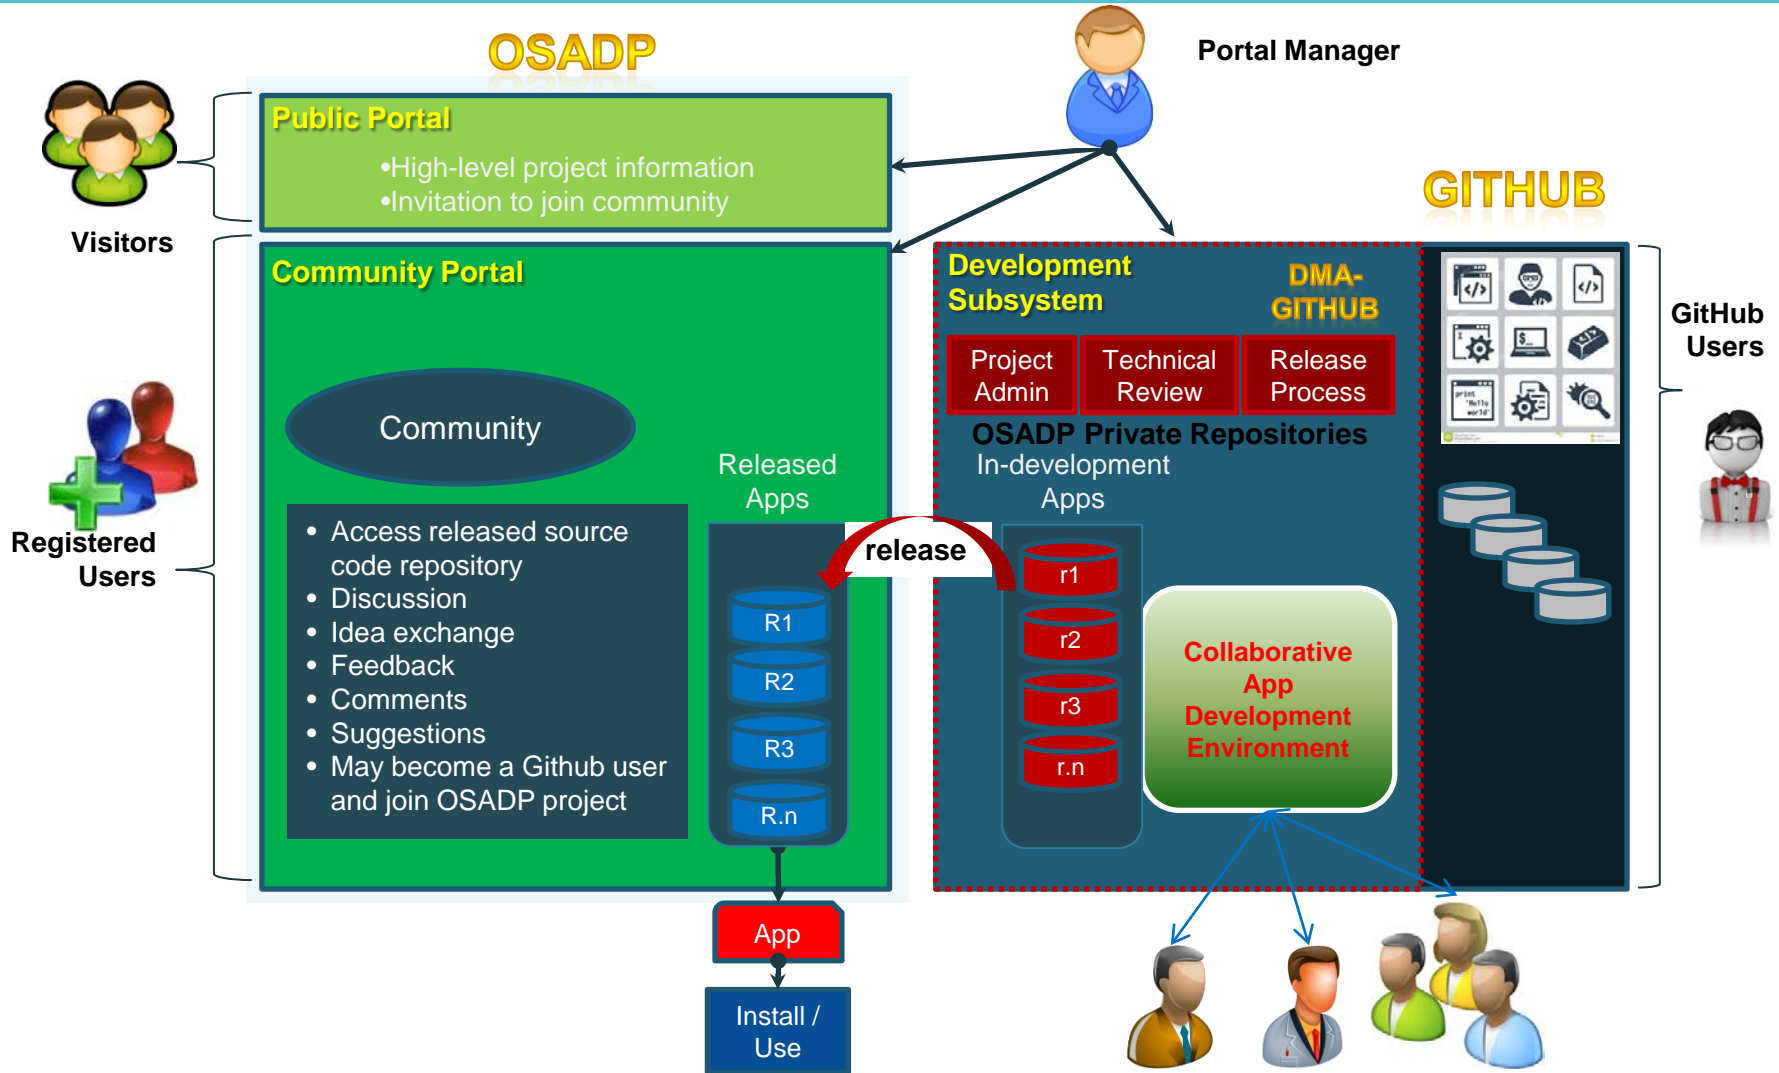 OSADP
Portal Manager
Public Portal
•High-level project information
•Invitation to join community
Visitors
GITHUB
Community Portal
Community
Registered
Users
• Access released source
code repository
• Discussion
• Idea exchange
• Feedback
• Comments
• Suggestions
• May become a Github user
and join OSADP project
Released
Apps
R1
R2
R3
R.n
release
App
Install /
Use
Development
Subsystem
DMA-
GITHUB
Project
Admin
Technical
Review
Release
Process
OSADP Private Repositories
In-development
Apps
r1
r2
r3
r.n
Collaborative
App
Development
Environment
</>
</>
$_
print
'Hello
world'
GitHub
Users